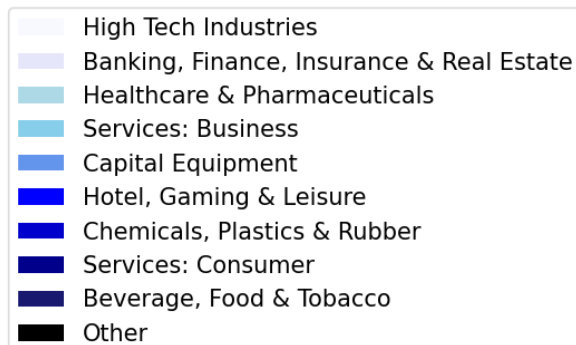 High Tech Industries
Banking, Finance, Insurance & Real Estate
Healthcare & Pharmaceuticals
Services: Business
Capital Equipment
Hotel, Gaming & Leisure
Chemicals, Plastics & Rubber
Services: Consumer
Beverage, Food & Tobacco
Other